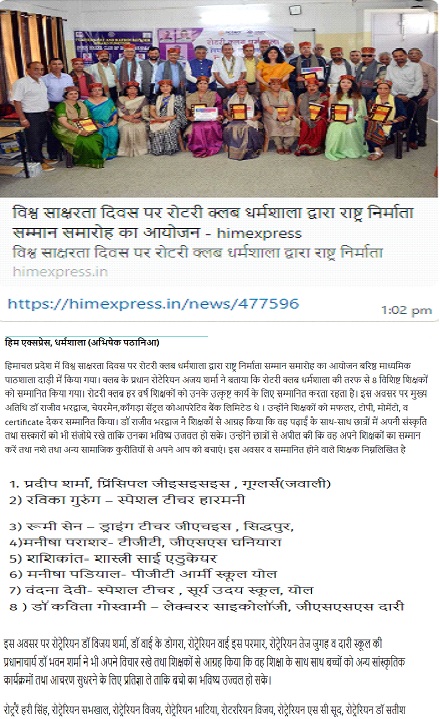 विश्व साक्षरता दिवस पर रोटरी क्लब धर्मशाला द्वारा राष्ट्र निर्माता
सम्मान समारोह का आयोजन - himexpress
विश्व साक्षरता दिवस पर रोटरी क्लब धर्मशाला द्वारा राष्ट्र निर्माता
himexpress.in
https://himexpress.in/news/477596
1:02 pm
हिम एक्सप्रेस, धर्मशाला (अभिषेक पठानिआ)
हिमाचल प्रदेश में विश्व साक्षरता दिवस पर रोटरी क्लब धर्मशाला द्वारा राष्ट्र निर्माता सम्मान समारोह का आयोजन बरिष्ठ माध्यमिक
पाठशाला दाड़ी में किया गया। क्लब के प्रधान रोटेरियन अजय शर्मा ने बताया कि रोटरी क्लब धर्मशाला की तरफ से 8 विशिष्ट शिक्षकों
को सम्मानित किया गया। रोटरी क्लब हर वर्ष शिक्षकों को उनके उत्कृष्ट कार्य के लिए सम्मानित करता रहता है। इस अवसर पर मुख्य
अतिथि डॉ राजीव भरद्वाज, चेयरमैन,काँगड़ा सेंट्रल कोआपरेटिव बैंक लिमिटेड थे । उन्होंने शिक्षकों को मफलर, टोपी, मोमेंटो, व
certificate देकर सम्मानित किया। डॉ राजीव भरद्वाज ने शिक्षकों से आग्रह किया कि वह पढ़ाई के साथ-साथ छात्रों में अपनी संस्कृति
तथा सस्कारों को भी संजोये रखे ताकि उनका भविष्य उजवल हो सके। उन्होंने छात्रों से अपील की कि वह अपने शिक्षकों का सम्मान
करें तथा नशे तथा अन्य सामाजिक कुरीतियों से अपने आप को बचाएं। इस अवसर व सम्मानित होने वाले शिक्षक निम्नलिखित है
1. प्रदीप शर्मा, प्रिंसिपल जीइसइसइस , गूग्लर्स(जवाली)
2) रविका गुरुंग – स्पेशल टीचर हारमनी
3) रूमी सेन – ड्राइंग टीचर जीएचइस, सिद्धपुर,
4)मनीषा पराशर- टीजीटी, जीएसएस घनियारा
5) शशिकांत- शास्त्री साई एडुकेयर
6) मनीषा पडियाल- पीजीटी आर्मी स्कूल योल
7) वंदना देवी- स्पेशल टीचर , सूर्य उदय स्कूल, योल
8 ) डॉ कविता गोस्वामी – लेक्चरर साइकोलॉजी, जीएसएसएस दारी
इस अवसर पर रोट्रेरियन डॉ विजय शर्मा, डॉ वाई के डोगरा, रोट्रेरियन वाई इस परमार, रोट्रेरियन तेज जुगह व दारी स्कूल की
प्रधानाचार्य डॉ भवन शर्मा ने भी अपने विचार रखे तथा शिक्षकों से आग्रह किया कि वह शिक्षा के साथ साथ बच्चों को अन्य सांस्कृतिक
कार्यक्रमों तथा आचरण सुधरने के लिए प्रतिज्ञा ले ताकि बचो का भविष्य उज्वल हो सके।
रोट्रेरै हरी सिंह, रोट्रेरियन सभखाल, रोट्रेरियन विजय, रोट्रेरियन भाटिया, रोटररियन विजय, रोट्रेरियन एस सी सूद, रोट्रेरियन डॉ सतीश